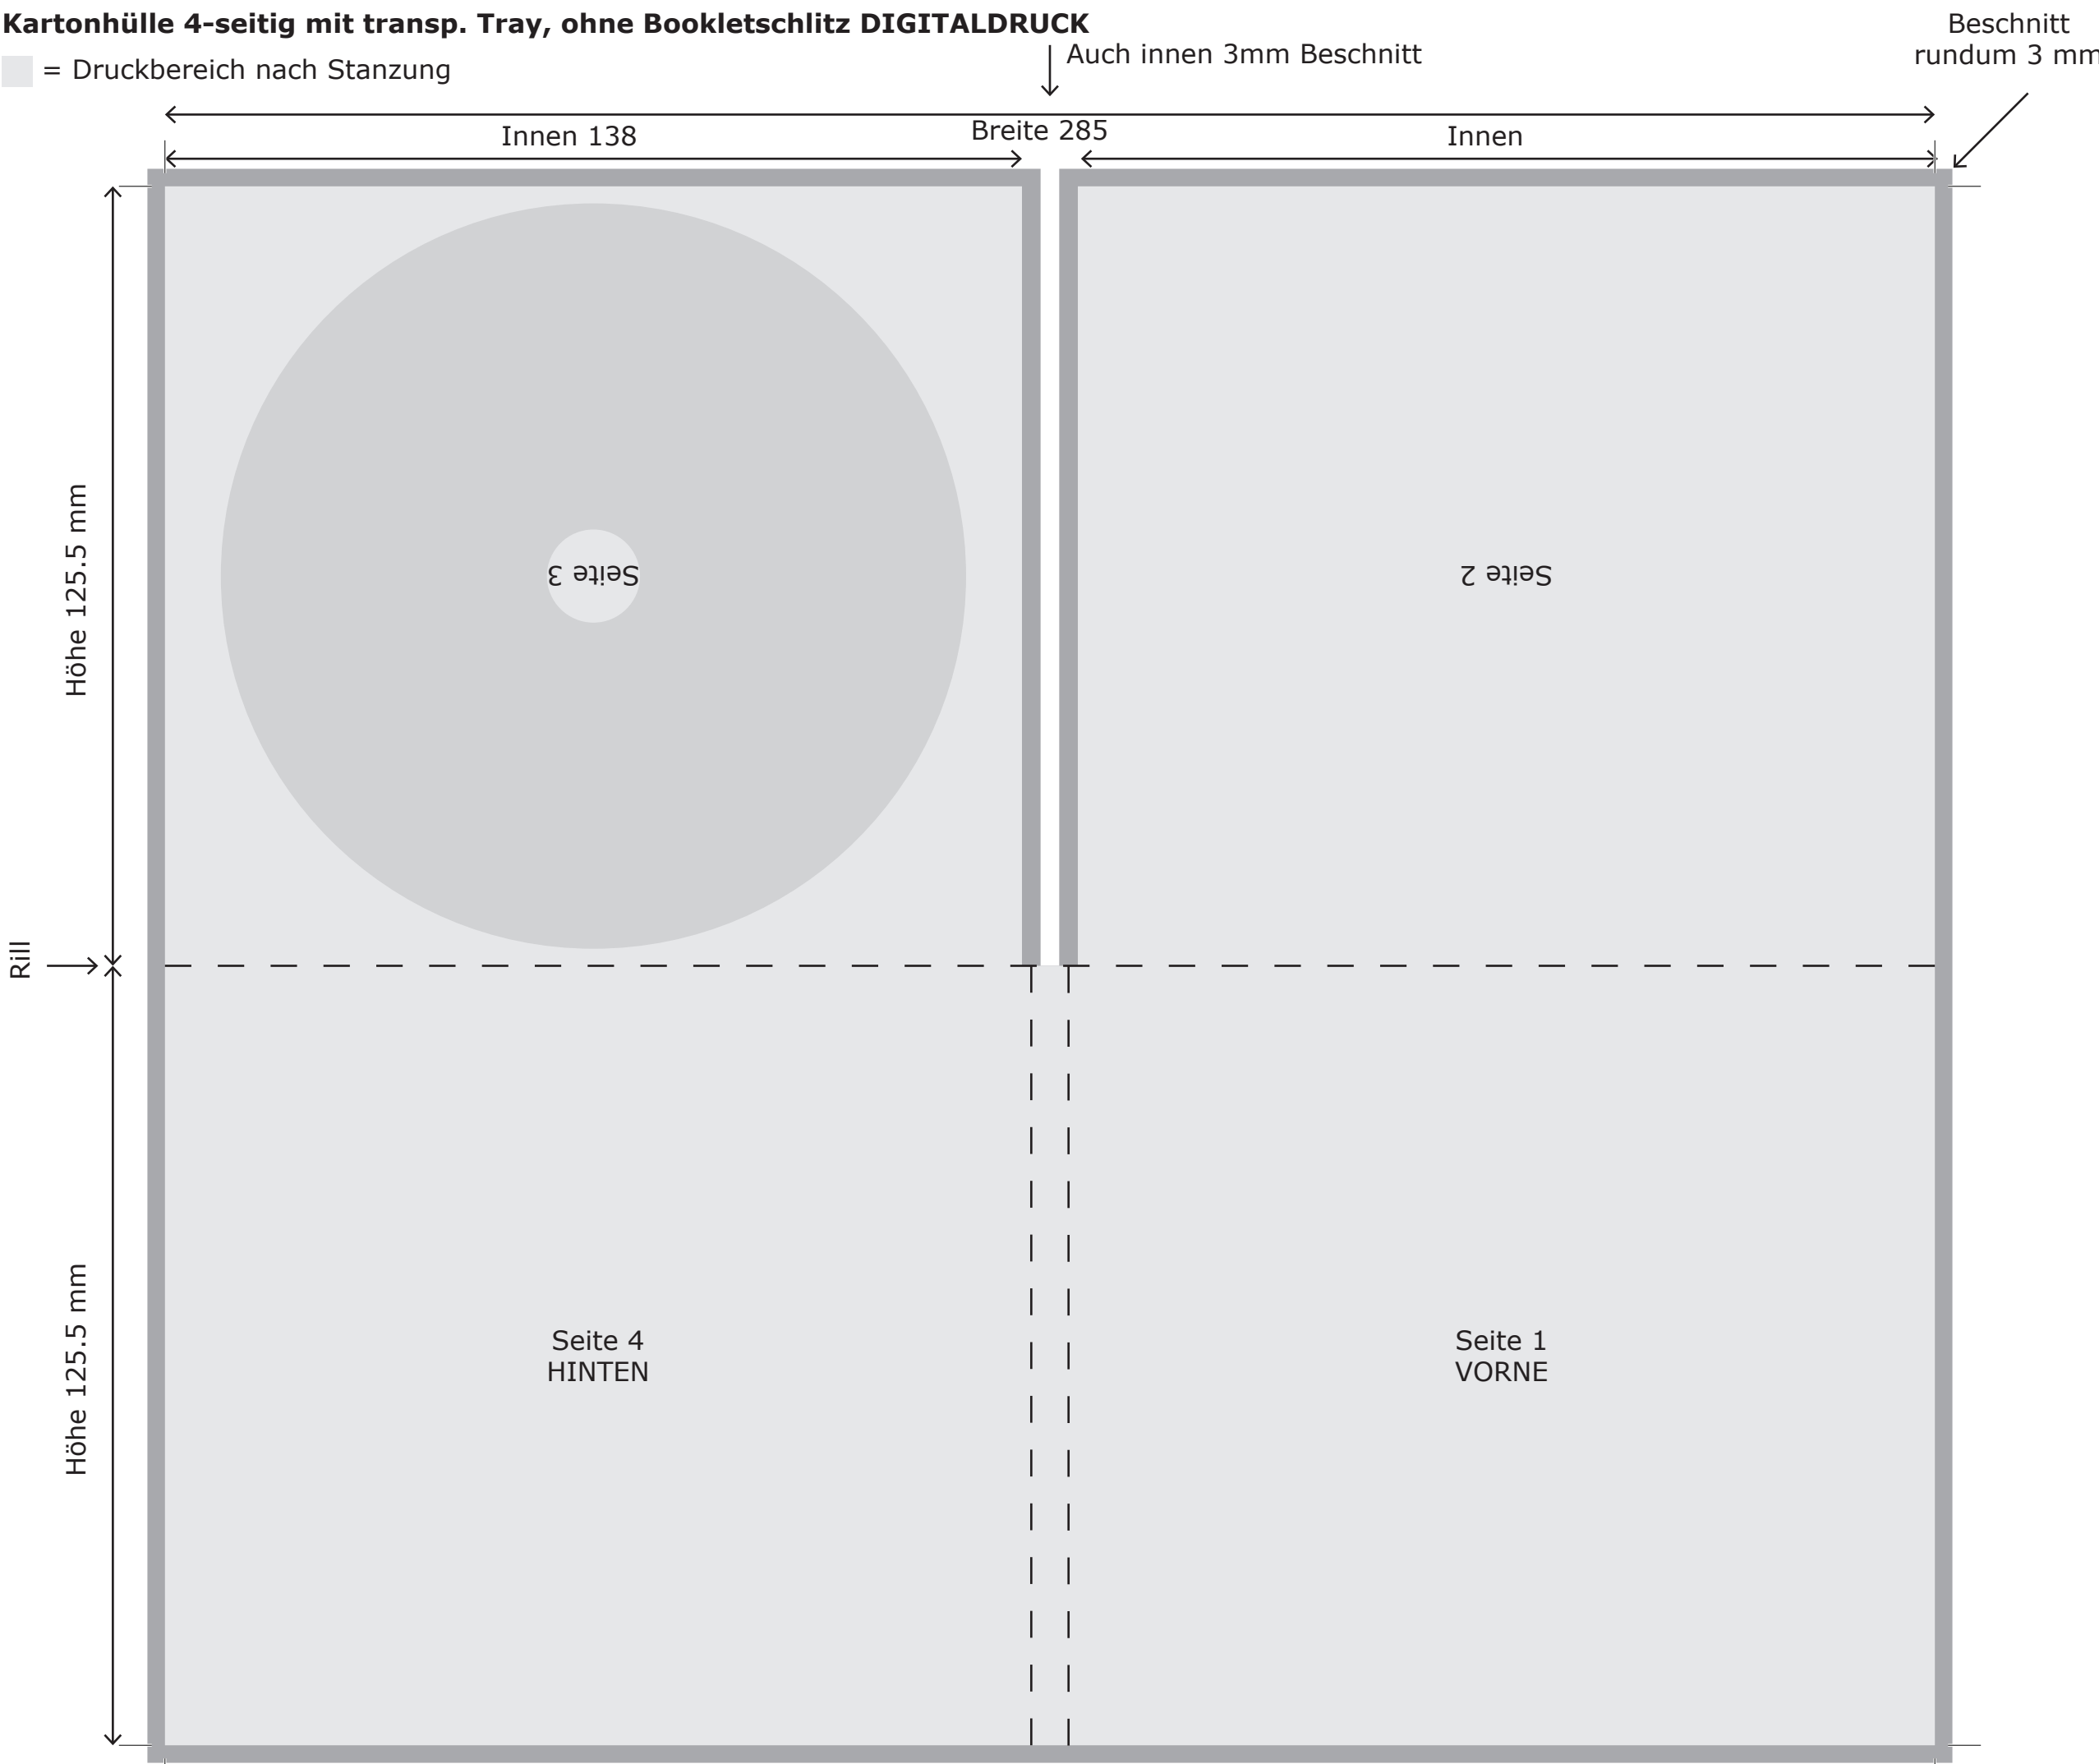 Kartonhülle 4-seitig mit transp. Tray, ohne Bookletschlitz DIGITALDRUCK
= Druckbereich nach Stanzung
Auch innen 3mm Beschnitt
Beschnitt
rundum 3 mm
Breite 285
Innen 138
Innen
Höhe 125.5 mm
Seite 3
Seite 2
Rill
Höhe 125.5 mm
Seite 4
HINTEN
Seite 1
VORNE